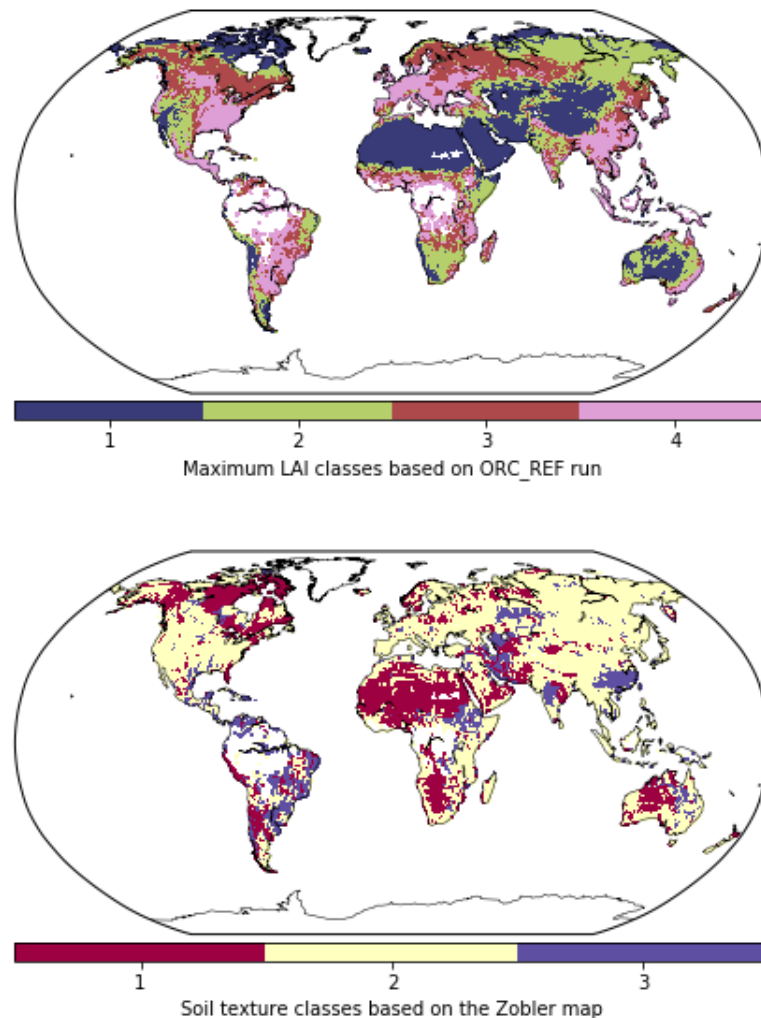 1 2 3 4
Maximum LAI classes based on ORC_REF run
1 2 3
Soil texture classes based on the Zobler map